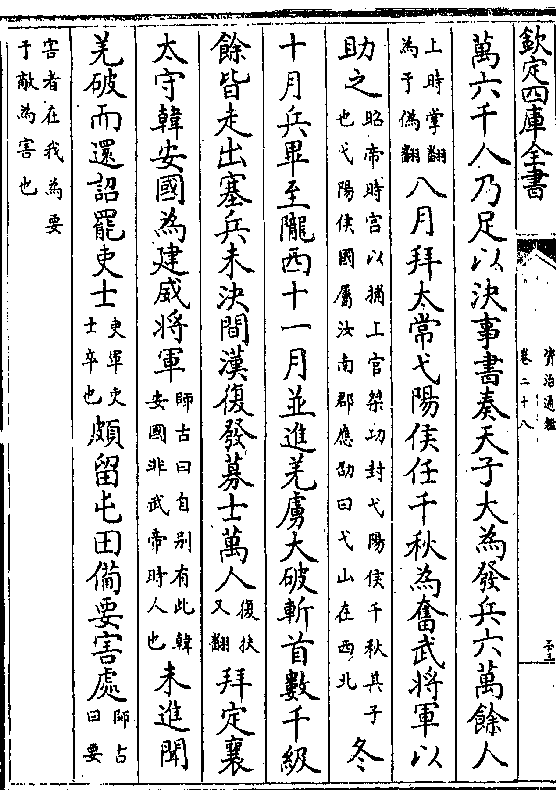 欽定四庫全書
資治通鑑
卷二十八
萬六千人乃足以決事書奏天子大為發兵六萬餘人
上時掌翻
為于偽翻
八月拜太常弋陽侯任千秋為奮武將軍以
助之
昭帝時宫以捕上官桀功封弋陽侯千秋其子
也弋陽侯國屬汝南郡應劭曰弋山在西北
冬
十月兵畢至隴西十一月並進羌虜大破斬首數千級
餘皆走出塞兵未決間漢復發募士萬人
復扶
又翻
拜定襄
太守韓安國為建威將軍
師古曰自别有此韓
安國非武帝時人也
未進聞
羌破而還詔罷吏士
吏軍吏
士卒也
頗留屯田備要害處
師古
曰要
害者在我為要
于敵為害也